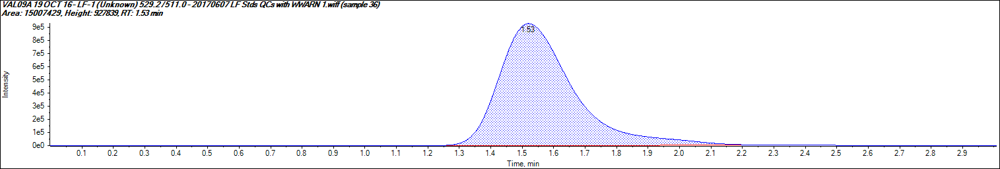 VAL09A 19 OCT 16 - LF-1 (Unknown) 529.2/511.0 - 20170607 LF Stds QCs with WWARN 1.wiff (sample 36)
Area: 15007429, Height: 927839, RT: 1.53 min
9e5
8e5
7e5
6e5
5e5
4e5
3e5
2e5
1e5
0e0
Intensity
1.53
0.1 0.2 0.3 0.4 0.5 0.6 0.7 0.8 0.9 1.0 1.1 1.2 1.3 1.4 1.5 1.6 1.7 1.8 1.9 2.0 2.1 2.2 2.3 2.4 2.5 2.6 2.7 2.8 2.9
Time, min